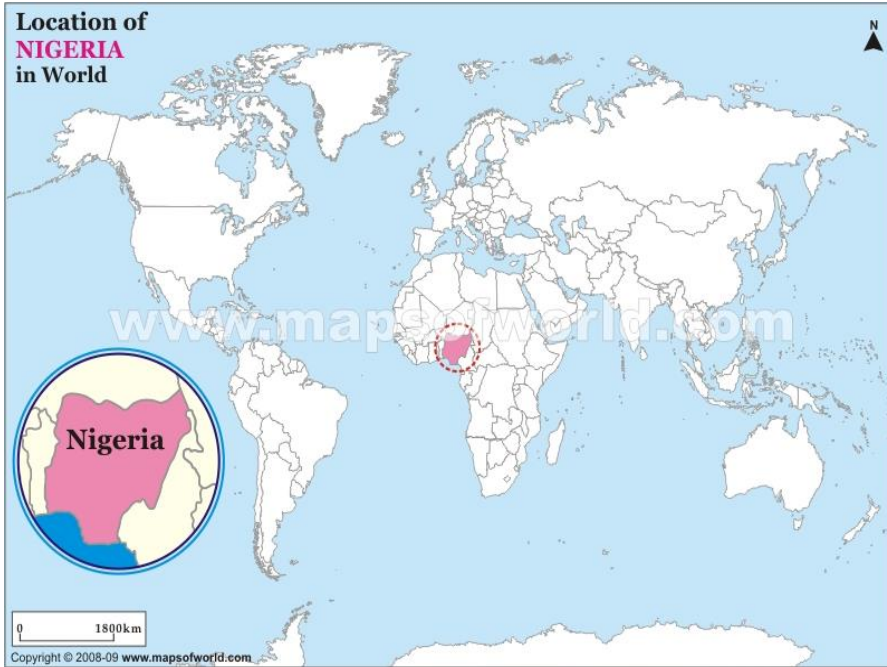 Location of
NIGERIA
in World
N
www.mapsofworld.com
Nigeria
0 1800km
Copyright © 2008-09 www.mapsofworld.com